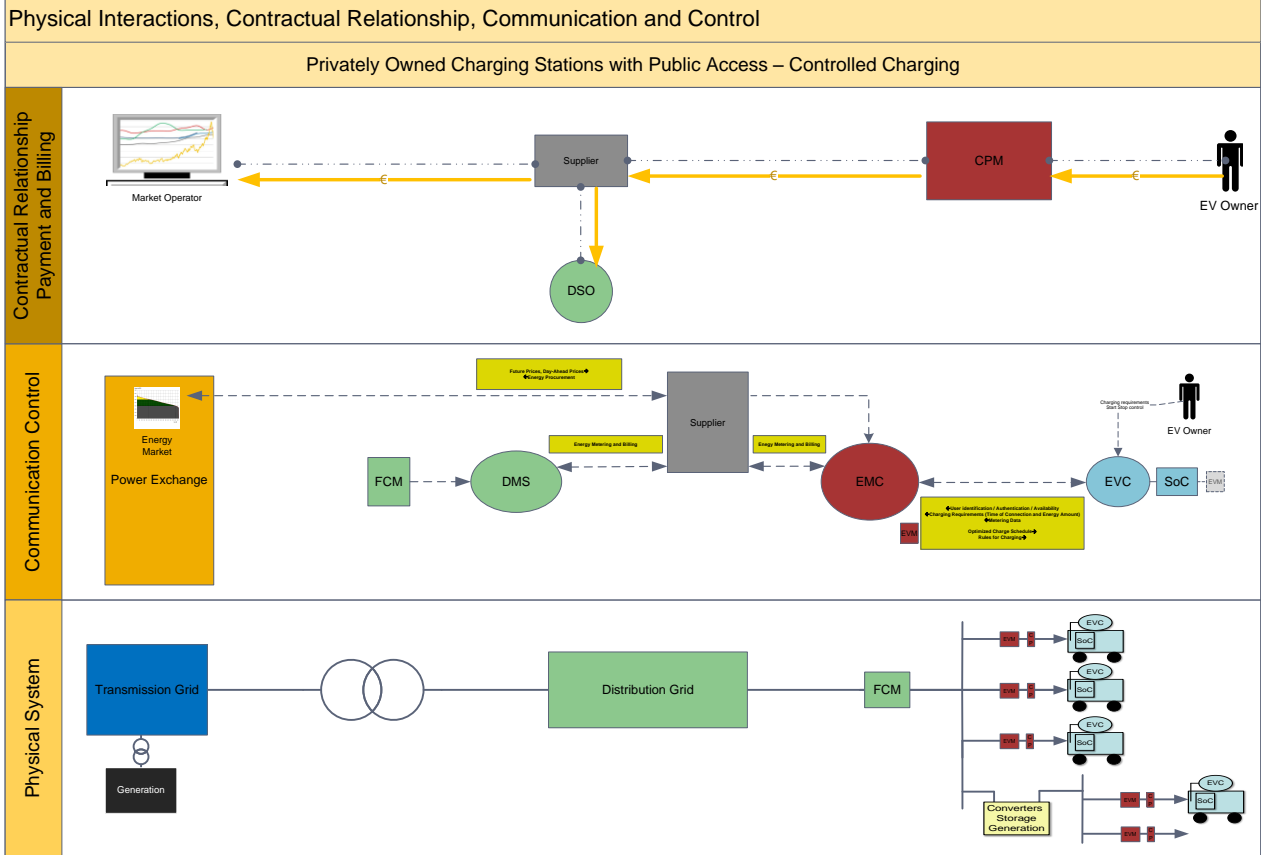 Physical Interactions, Contractual Relationship, Communication and Control
Privately Owned Charging Stations with Public Access – Controlled Charging
Contractual Relationship
Payment and Billing
Market Operator
€
Supplier
€
CPM
€
EV Owner
DSO
Communication Control
Energy
Market
Power Exchange
Future Prices, Day-Ahead Prices→
←Energy Procurement
Supplier
Charging requirements
Start Stop control
EV Owner
Energy Metering and Billing
Enegy Metering and Billing
FCM
DMS
EMC
EVC
SoC
EVM
EVM
←User identification / Authentication / Availability
←Charging Requirements (Time of Connection and Energy Amount)
←Metering Data
Optimized Charge Schedule→
Rules for Charging→
Physical System
Transmission Grid
Generation
Distribution Grid
FCM
EVM
EVC
SoC
EVM
EVC
SoC
EVM
EVC
SoC
Converters
Storage
Generation
EVM
EVC
SoC
EVM